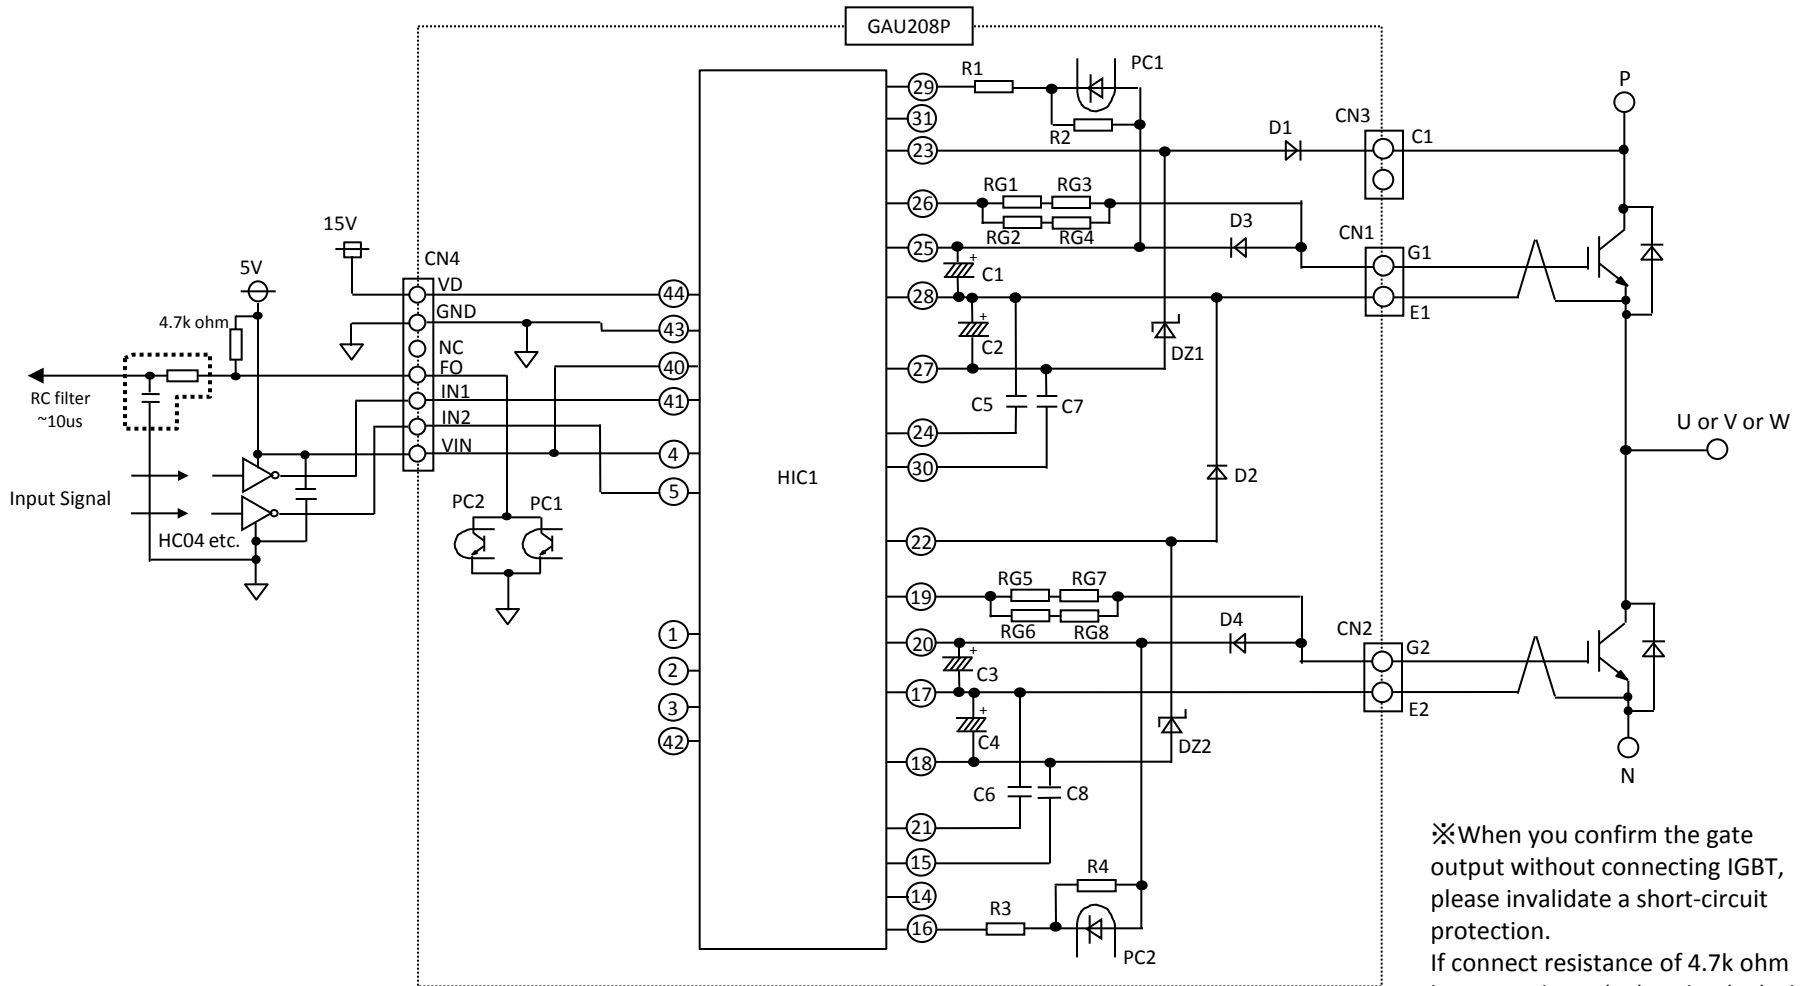 GAU208P
29
R1
PC1
31
R2
23
D1
CN3
C1
P
26
RG1
RG3
RG2
RG4
25
D3
CN1
G1
+
C1
28
E1
+
C2
DZ1
27
C5
C7
24
30
D2
U or V or W
22
19
RG5
RG7
RG6
RG8
20
D4
CN2
G2
+
C3
17
E2
+
C4
DZ2
18
N
C6
C8
21
15
R4
14
16
R3
PC2
HIC1
15V
5V
CN4
VD
44
GND
43
4.7k ohm
NC
40
FO
RC filter
~10us
IN1
41
IN2
VIN
4
5
Input Signal
HC04 etc.
PC2
PC1
1
2
3
42
※When you confirm the gate
output without connecting IGBT,
please invalidate a short-circuit
protection.
If connect resistance of 4.7k ohm